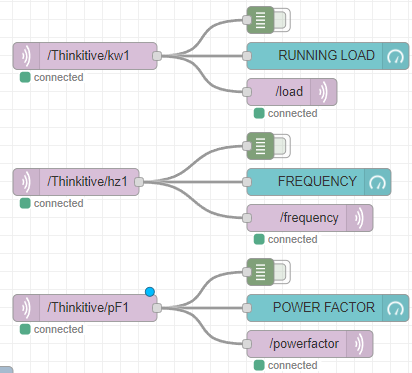 /Thinkitive/kw1
connected
RUNNING LOAD
/load
connected
/Thinkitive/hz1
connected
FREQUENCY
/frequency
connected
/Thinkitive/pF1
connected
POWER FACTOR
/powerfactor
connected